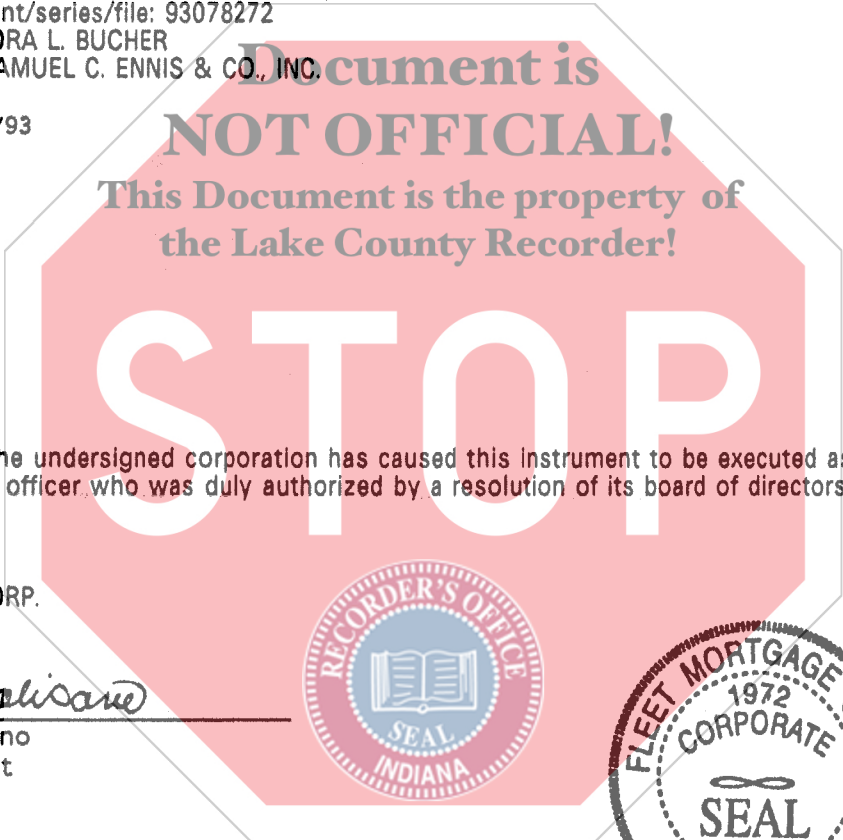 nt/series/file: 93078272
ORA L. BUCHER
AMUEL C. ENNIS & CO., INC.
/93
Document is
NOT OFFICIAL!
This Document is the property of
the Lake County Recorder!
STOP
he undersigned corporation has caused this instrument to be executed as
officer who was duly authorized by a resolution of its board of directors
ORP.
no
t
RECORDER'S OFFICE
SEAL
INDIANA
FLEET MORTGAGE
1972
CORPORATE
SEAL